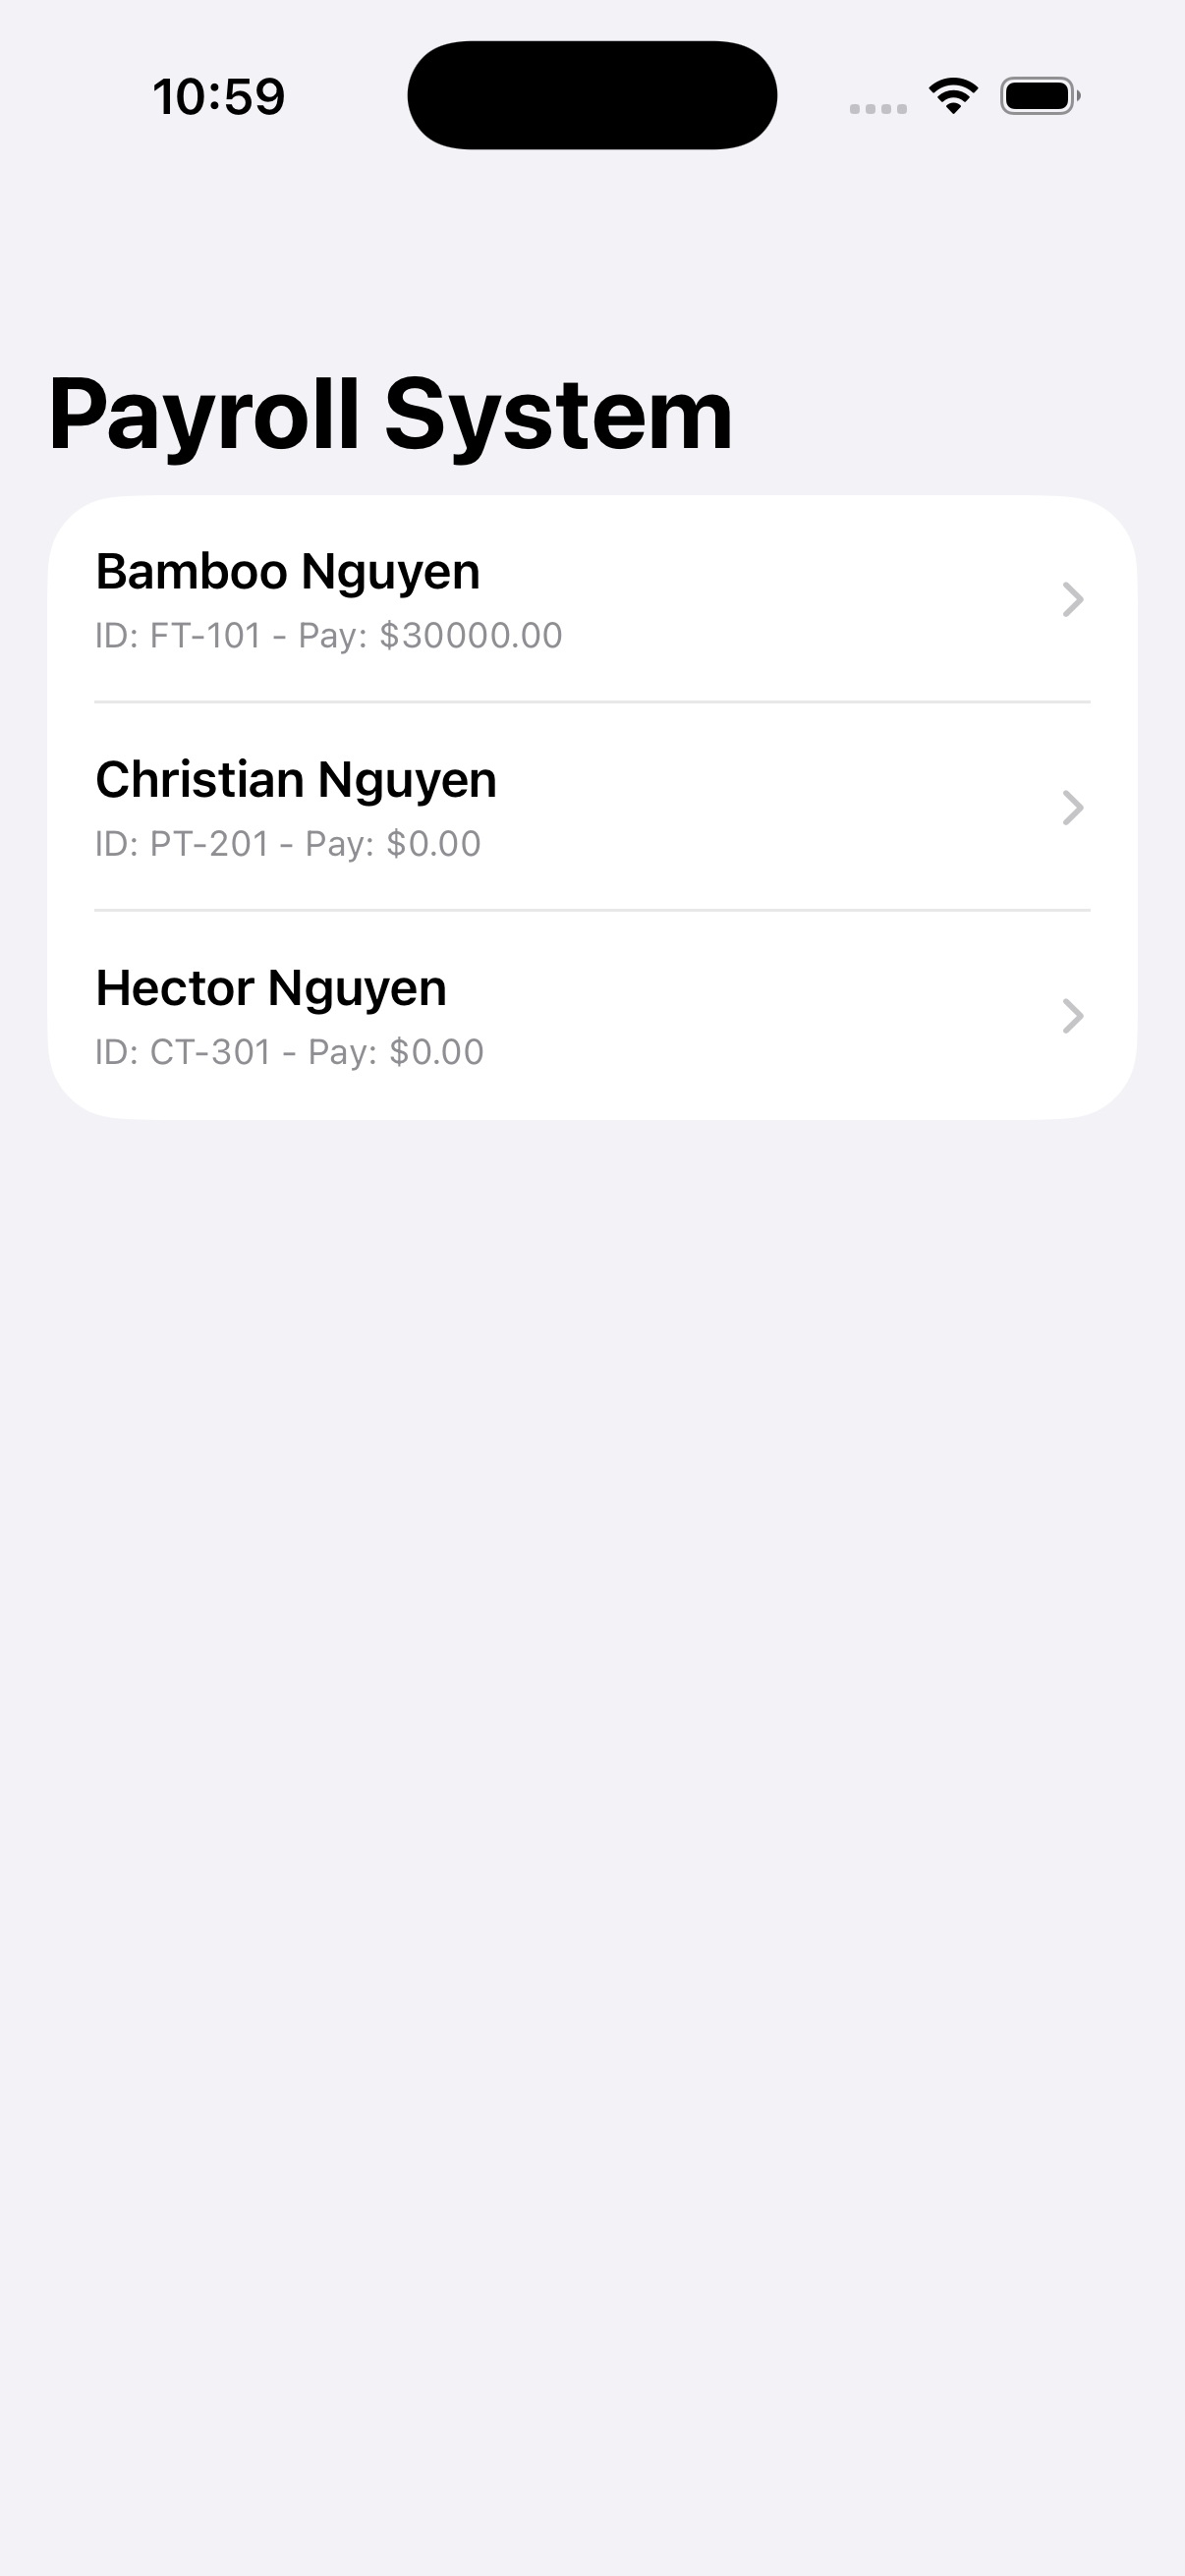 10:59
Payroll System
Bamboo Nguyen
ID: FT-101 - Pay: $30000.00
Christian Nguyen
ID: PT-201 - Pay: $0.00
Hector Nguyen
ID: CT-301 - Pay: $0.00